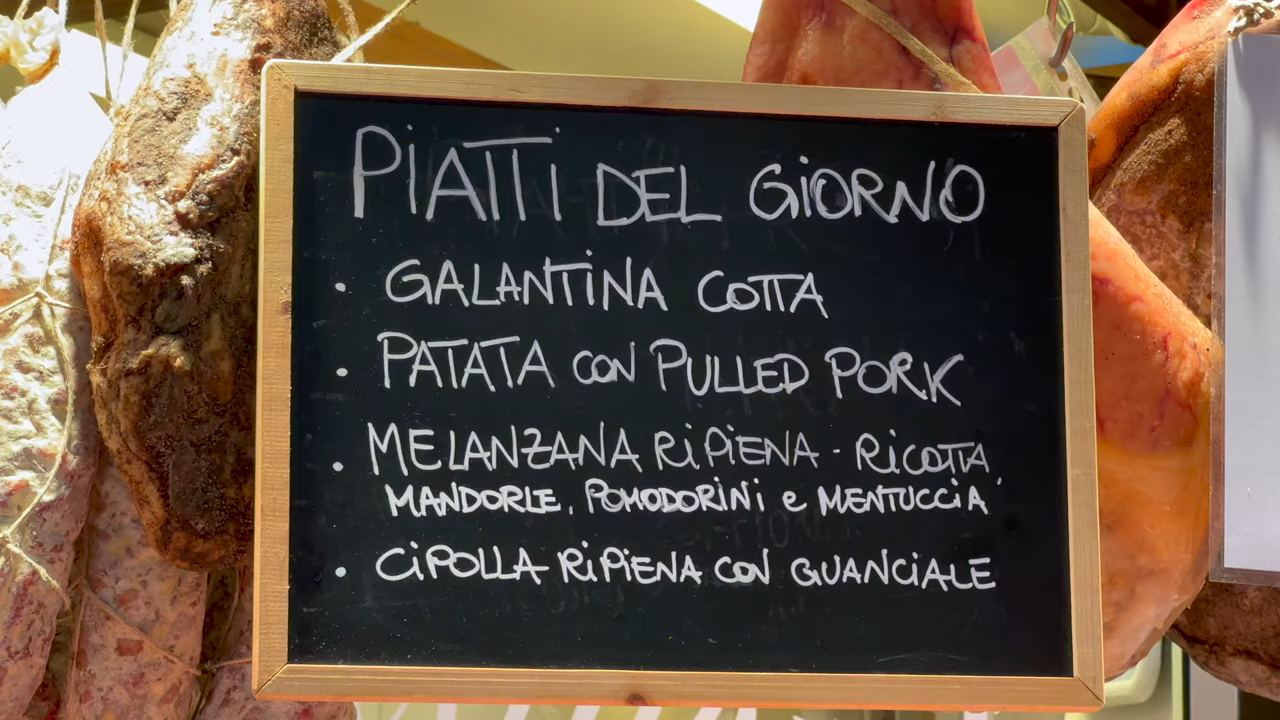 PIATTI DEL GIORNO
• GALANTINA COTTA
• PATATA CON PULLED PORK
• MELANZANA RIPIENA - RICOTTA,
MANDORLE, POMODORINI e MENTUCCIA
• CIPOLLA RIPIENA CON GUANCIALE